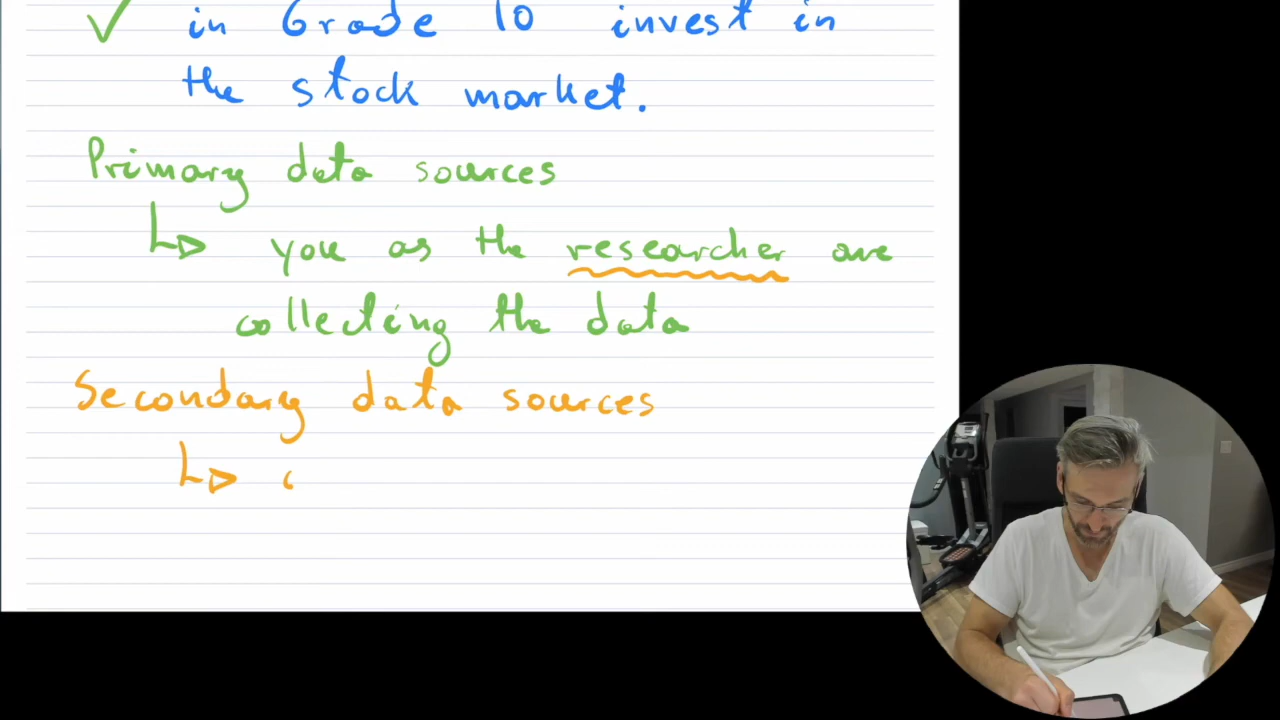 in Grade 10 invest in
the stock market.
Primary data sources
you as the researcher are
collecting the data
Secondary data sources